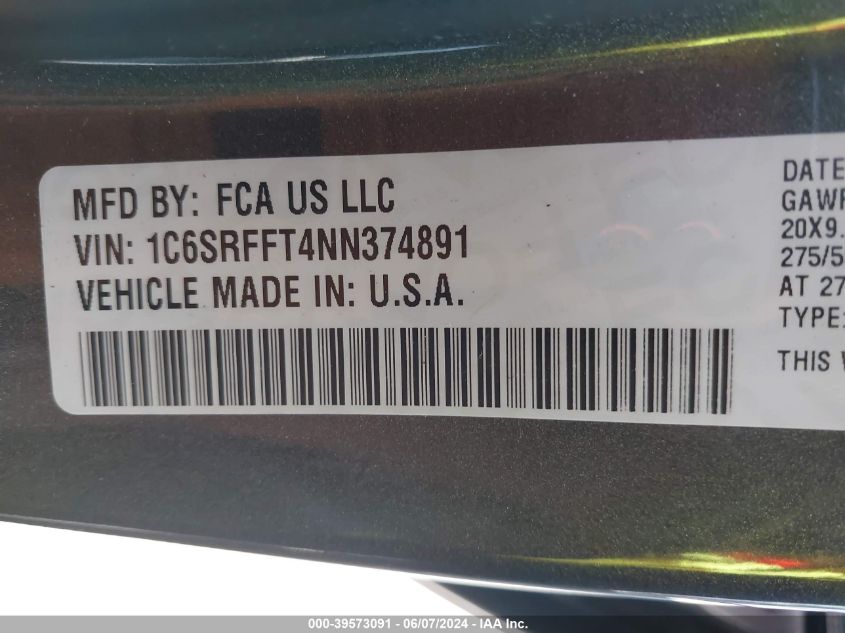 MFD BY: FCA US LLC
VIN: 1C6SRFFT4NN374891
VEHICLE MADE IN: U.S.A.
DATE
GAWR
20X9.
275/5
AT 27
TYPE:
THIS
000-39573091 06/07/2024 - IAA Inc.